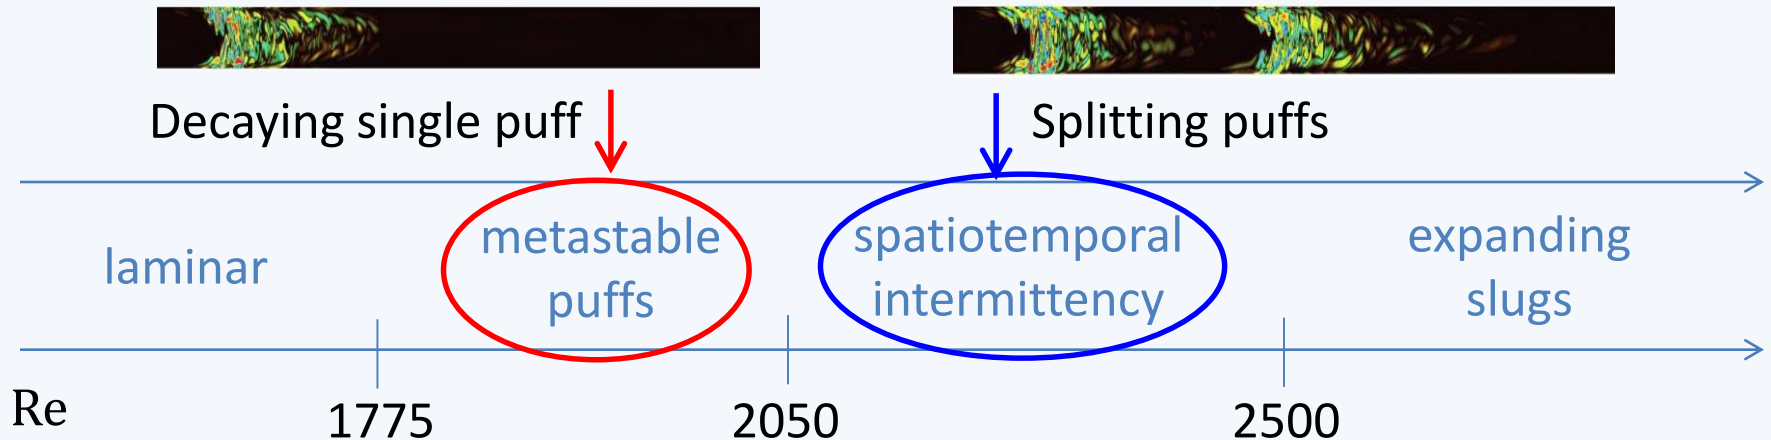 Decaying single puff
Splitting puffs
laminar
metastable
puffs
spatiotemporal
intermittency
expanding
slugs
Re
1775
2050
2500